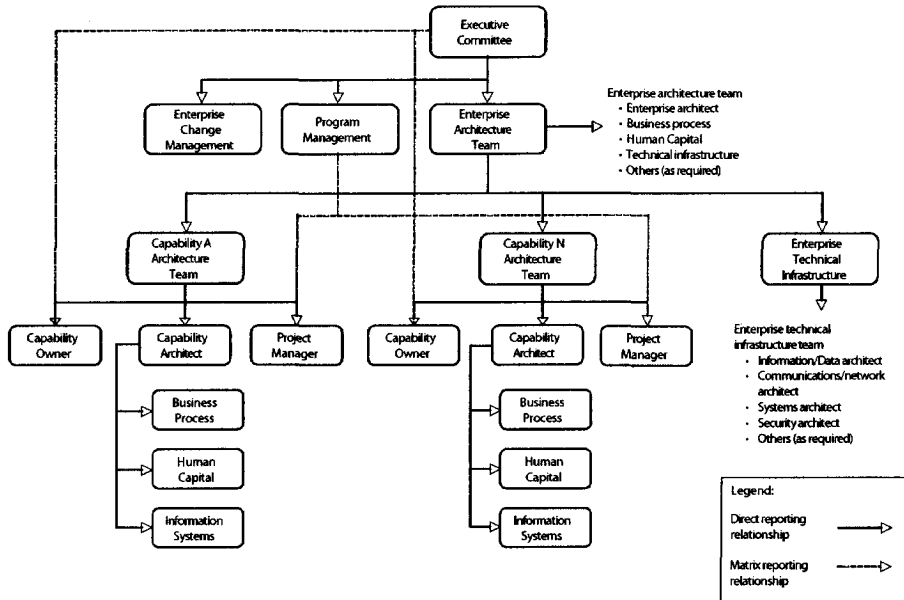 Executive
Committee
Enterprise
Change
Management
Program
Management
Enterprise
Architecture
Team
Enterprise architecture team
• Enterprise architect
• Business process
• Human Capital
• Technical infrastructure
• Others (as required)
Capability A
Architecture
Team
Capability N
Architecture
Team
Enterprise
Technical
Infrastructure
Capability
Owner
Capability
Architect
Project
Manager
Capability
Owner
Capability
Architect
Project
Manager
Enterprise technical
infrastructure team
• Information/Data architect
• Communications/network
architect
• Systems architect
• Security architect
• Others (as required)
Business
Process
Human
Capital
Information
Systems
Business
Process
Human
Capital
Information
Systems
Legend:
Direct reporting
relationship
Matrix reporting
relationship